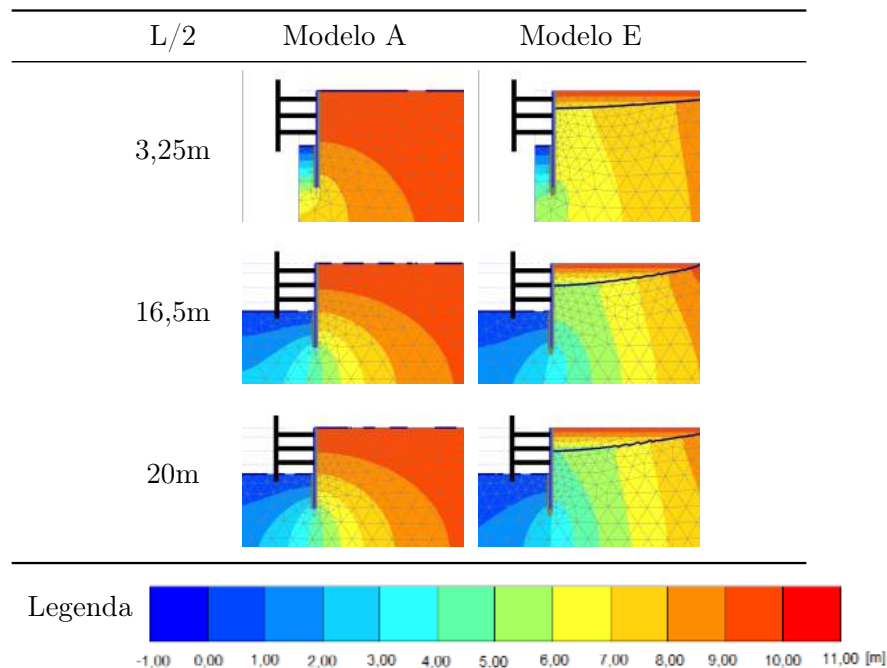 L/2 Modelo A Modelo E
3,25m
16,5m
20m
Legenda
-1,00 0,00 1,00 2,00 3,00 4,00 5,00 6,00 7,00 8,00 9,00 10,00 11,00 [m]